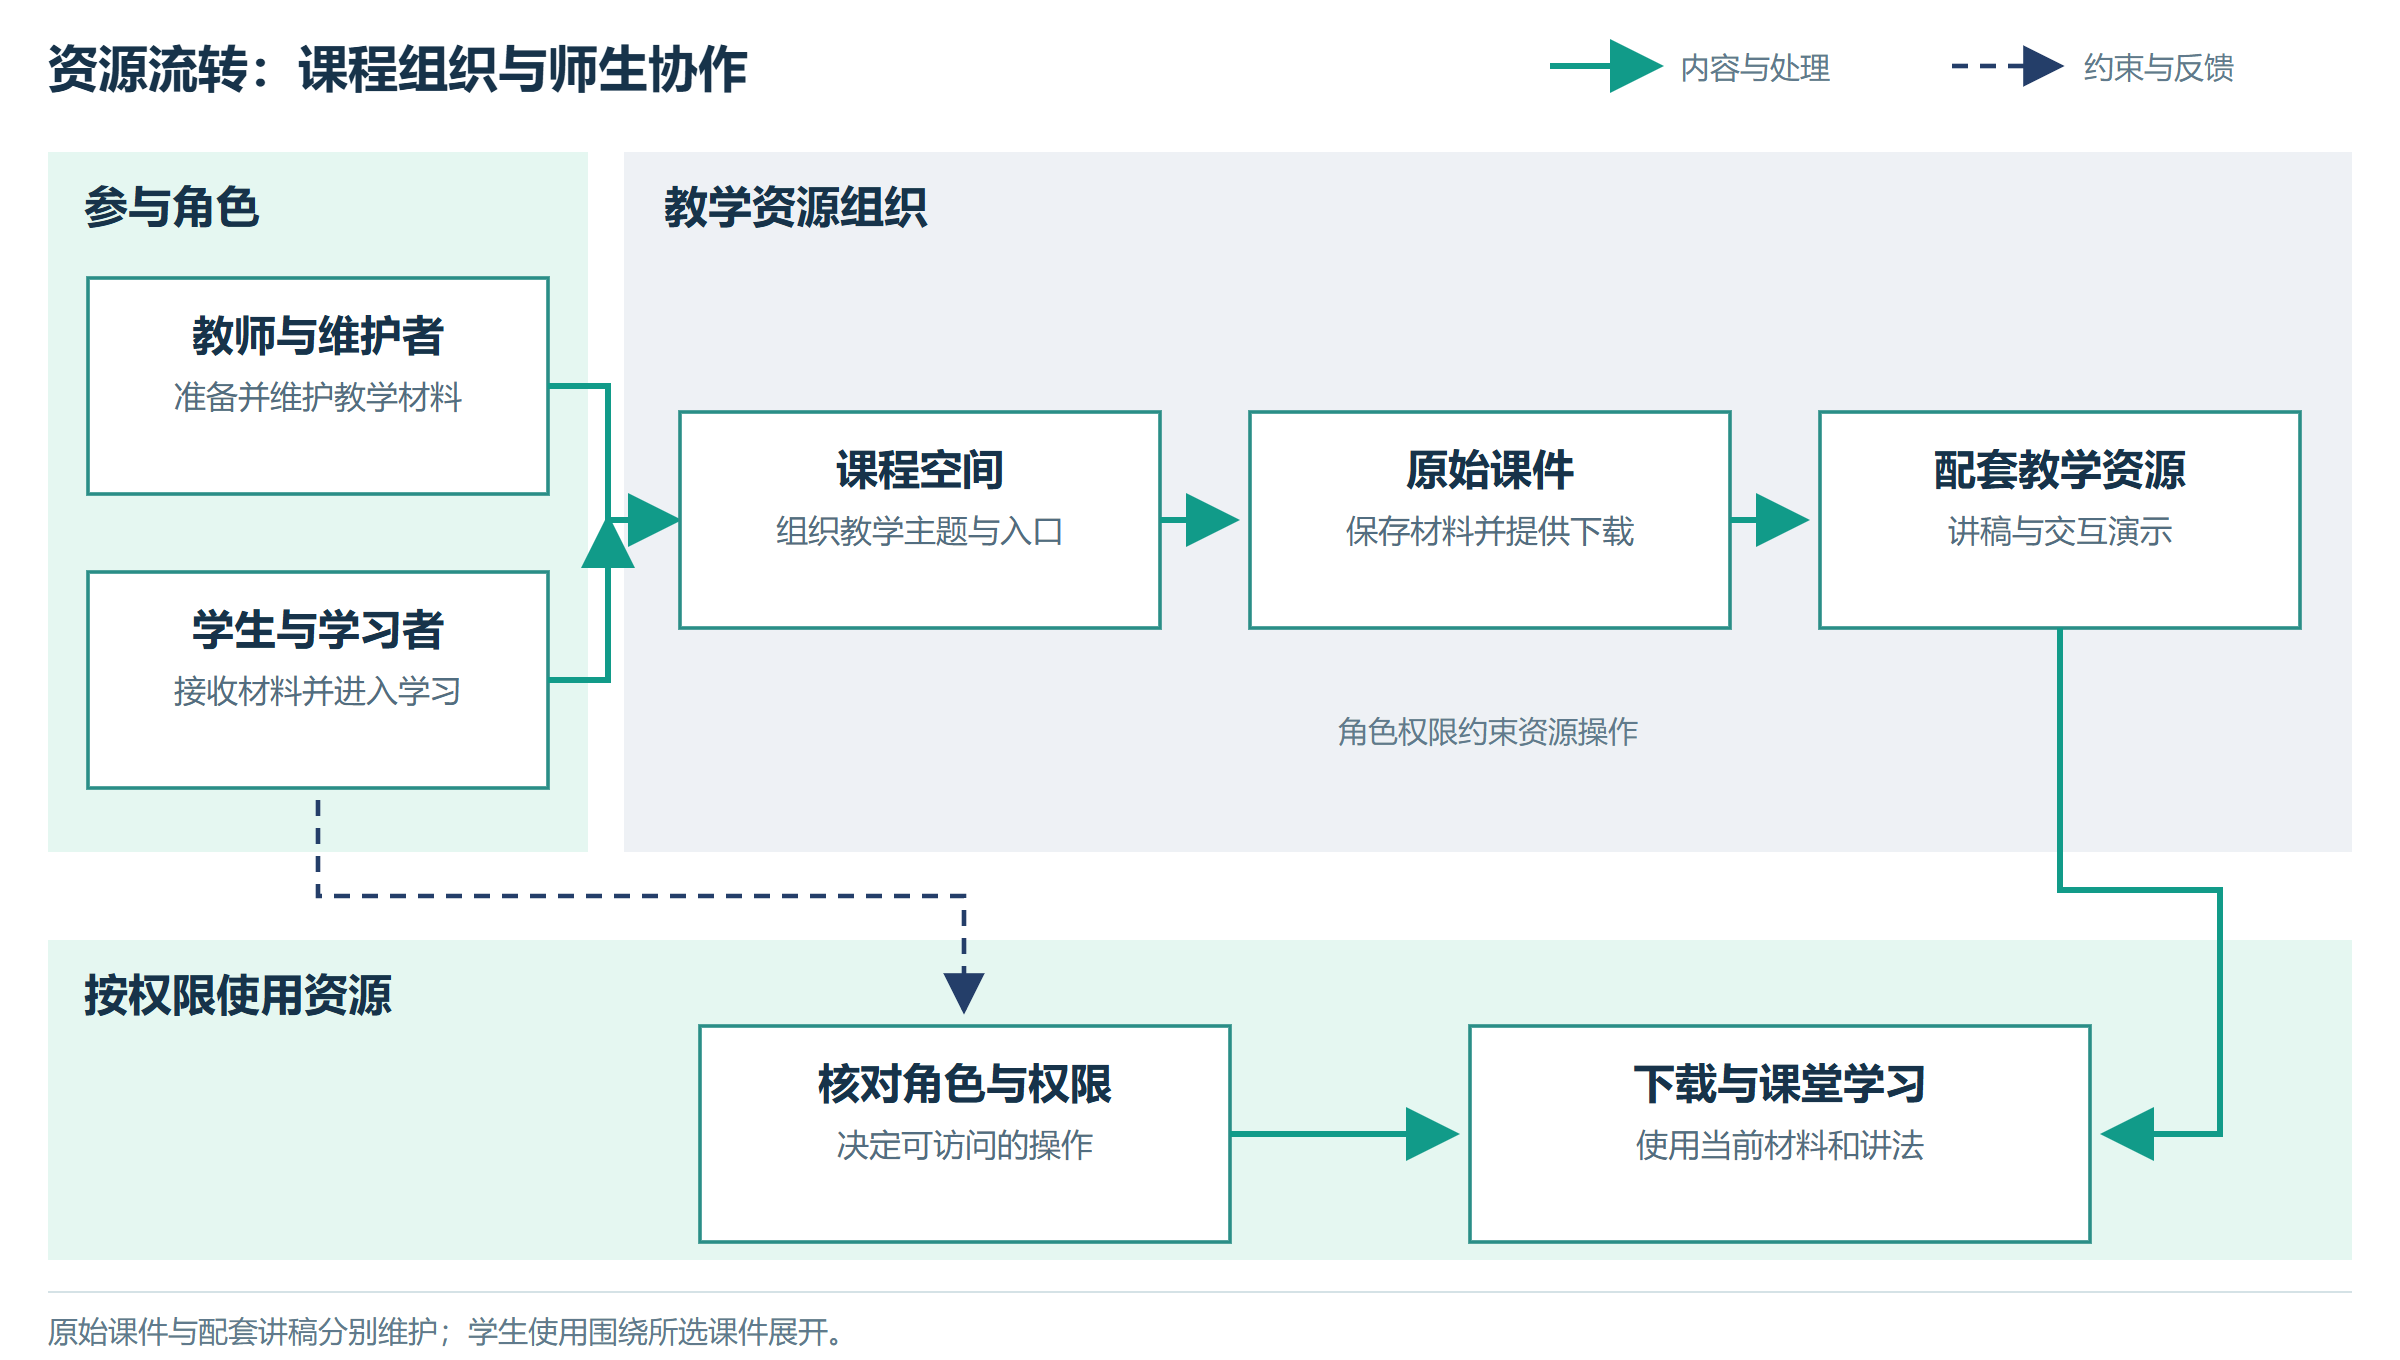 资源流转：课程组织与师生协作
内容与处理
约束与反馈
参与角色
教师与维护者
准备并维护教学材料
学生与学习者
接收材料并进入学习
教学资源组织
课程空间
组织教学主题与入口
原始课件
保存材料并提供下载
配套教学资源
讲稿与交互演示
角色权限约束资源操作
按权限使用资源
核对角色与权限
决定可访问的操作
下载与课堂学习
使用当前材料和讲法
原始课件与配套讲稿分别维护；学生使用围绕所选课件展开。